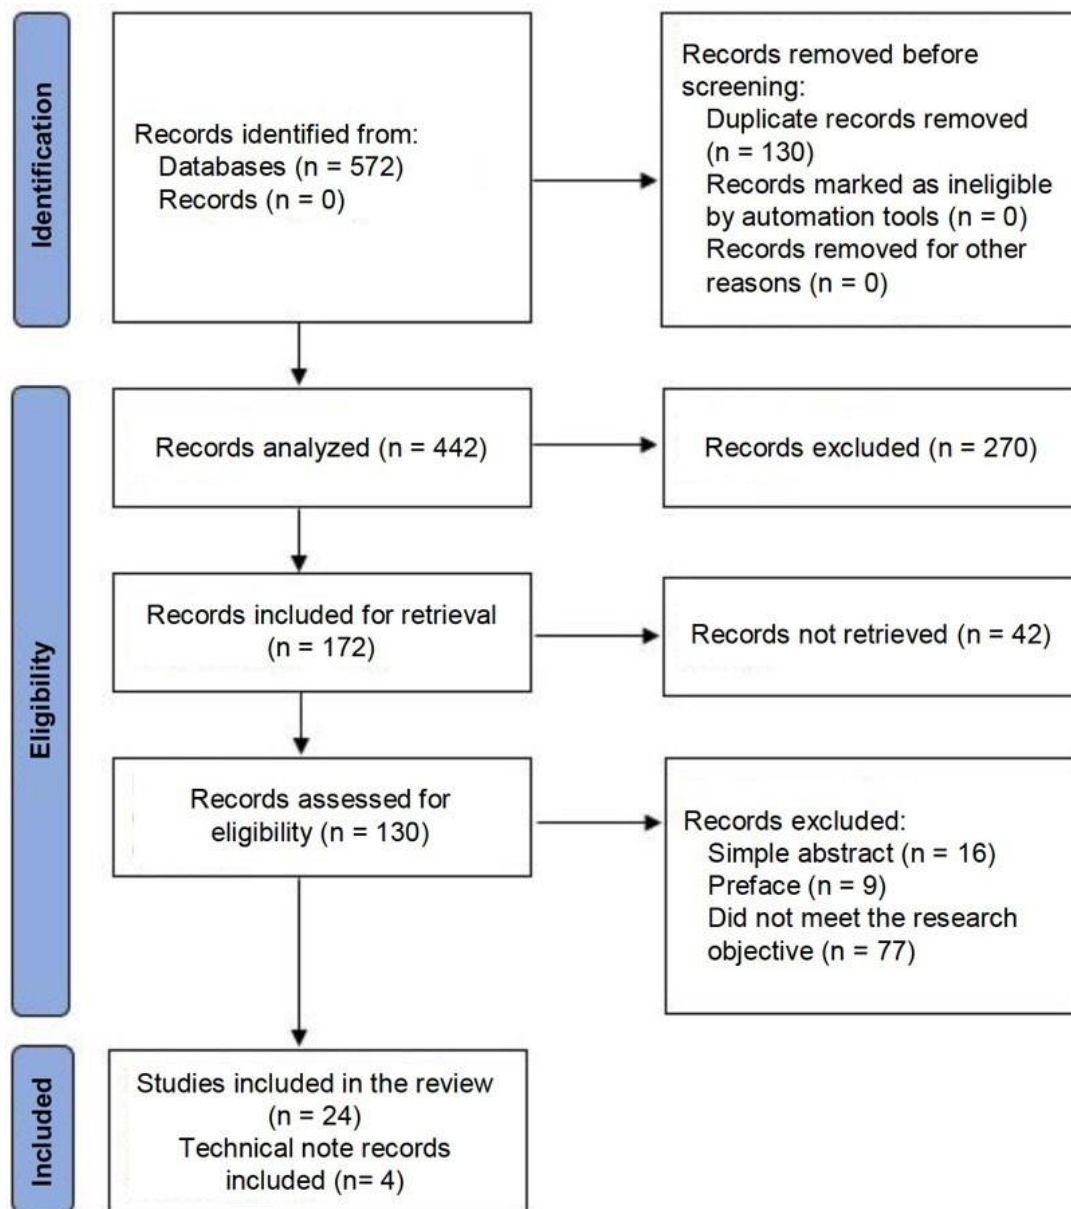 Identification
Records identified from:
Databases (n = 572)
Records (n = 0)
Records removed before
screening:
Duplicate records removed
(n = 130)
Records marked as ineligible
by automation tools (n = 0)
Records removed for other
reasons (n = 0)
Eligibility
Records analyzed (n = 442)
Records excluded (n = 270)
Records included for retrieval
(n = 172)
Records not retrieved (n = 42)
Records assessed for
eligibility (n = 130)
Records excluded:
Simple abstract (n = 16)
Preface (n = 9)
Did not meet the research
objective (n = 77)
Included
Studies included in the review
(n = 24)
Technical note records
included (n= 4)